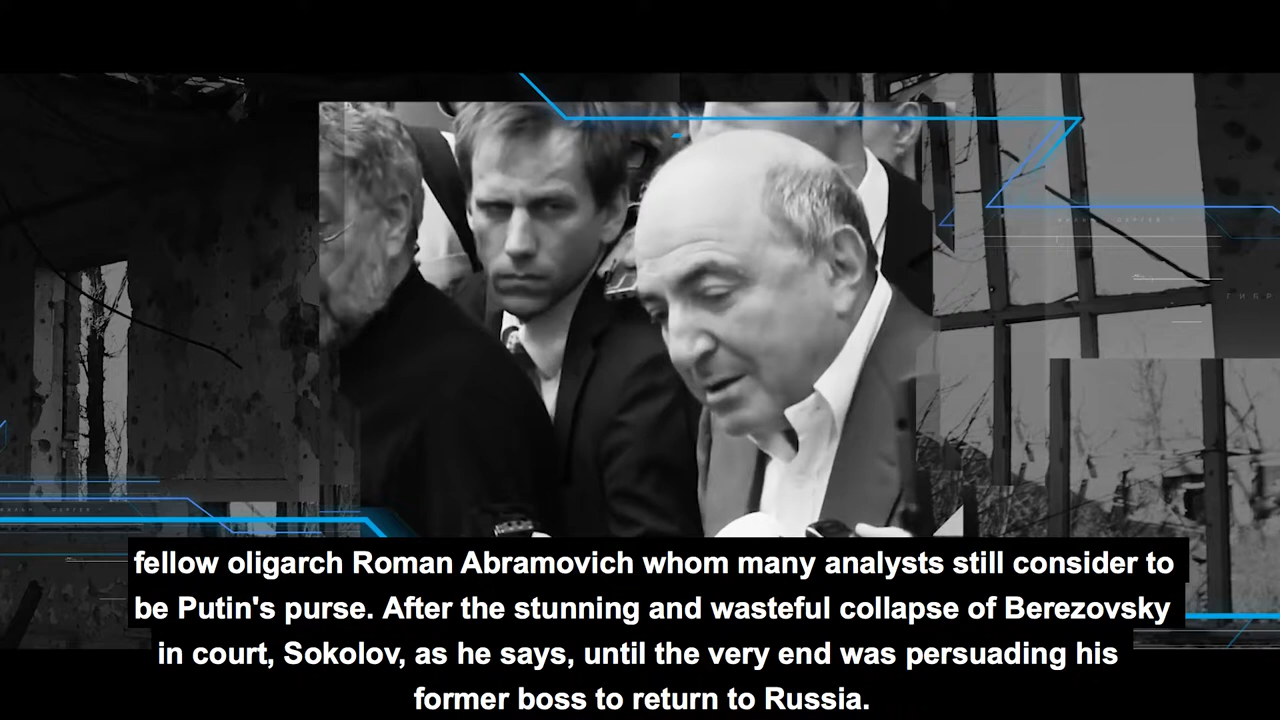 ГИБР
fellow oligarch Roman Abramovich whom many analysts still consider to
be Putin's purse. After the stunning and wasteful collapse of Berezovsky
in court, Sokolov, as he says, until the very end was persuading his
former boss to return to Russia.